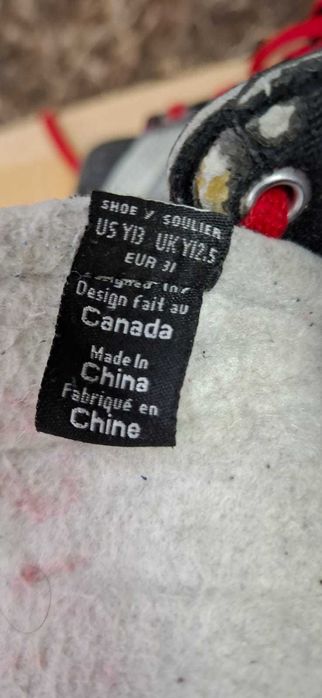 SHOE / SOULIER
US Y13 UK Y12.5
EUR 31
Design fait au
Canada
Made In
China
Fabriqué en
Chine